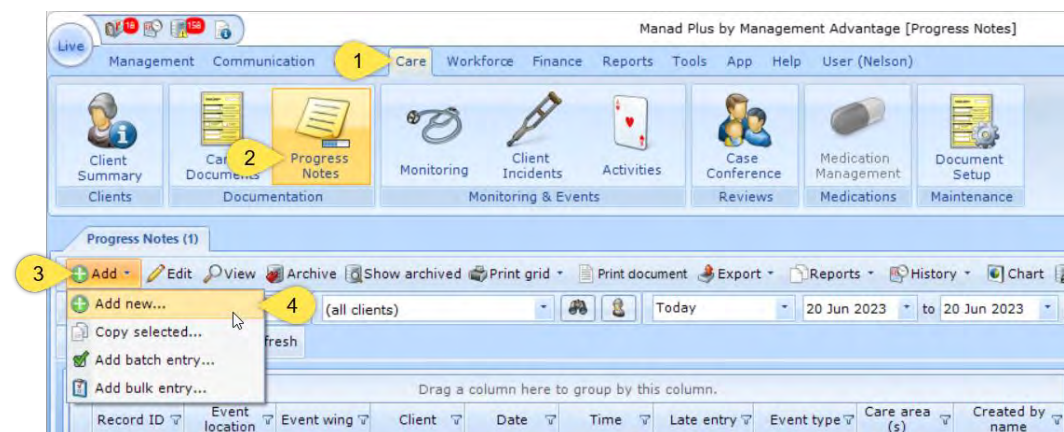 18 158
Manad Plus by Management Advantage [Progress Notes]
Live
Management Communication 1 Care Workforce Finance Reports Tools App Help User (Nelson)
Client Summary
2
Progress Notes
Monitoring
Client Incidents
Activities
Case Conference
Medication Management
Document Setup
Clients Documentation Monitoring & Events Reviews Medications Maintenance
Progress Notes (1)
3 Add Edit View Archive Show archived Print grid Print document Export Reports History Chart
Add new... 4 (all clients) Today 20 Jun 2023 to 20 Jun 2023
Copy selected...
Add batch entry...
Add bulk entry...
Drag a column here to group by this column.
Record ID Event location Event wing Client Date Time Late entry Event type Care area (s) Created by name